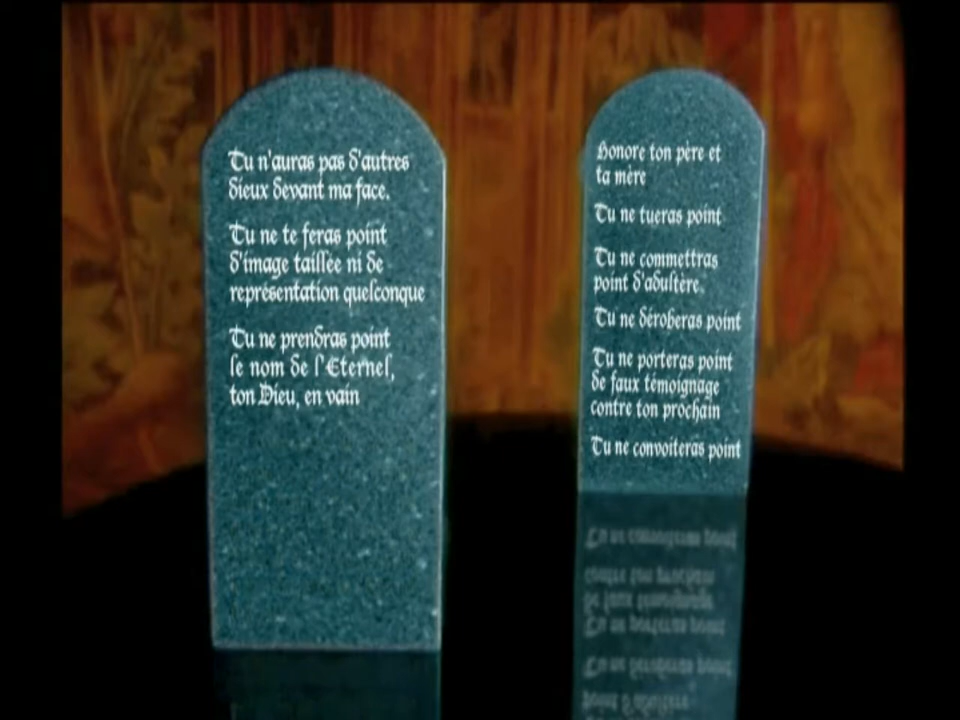 Tu n'auras pas d'autres
dieux devant ma face.
Tu ne te feras point
d'image taillée ni de
représentation quelconque
Tu ne prendras point
le nom de l'Eternel,
ton Dieu, en vain
Honore ton père et
ta mère
Tu ne tueras point
Tu ne commettras
point d'adultère.
Tu ne déroberas point
Tu ne porteras point
de faux témoignage
contre ton prochain
Tu ne convoiteras point